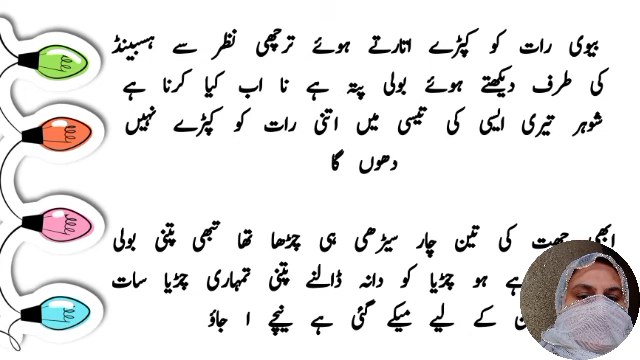 بیوی رات کو کپڑے اتارتے ہوئے ترچھی نظر سے ہسبینڈ
کی طرف دیکھتے ہوئے بولی پتہ ہے نا اب کیا کرنا ہے
شوہر تیری ایسی کی تیسی میں اتنی رات کو کپڑے نہیں
دھوں گا
ابھی چھت کی تین چار سیڑھی ہی چڑھا تھا تبھی پتنی بولی
ہے ہو چڑیا کو دانہ ڈالنے پتنی تمہاری چڑیا سات
کے لیے میکے گئی ہے نیچے ا جاؤ